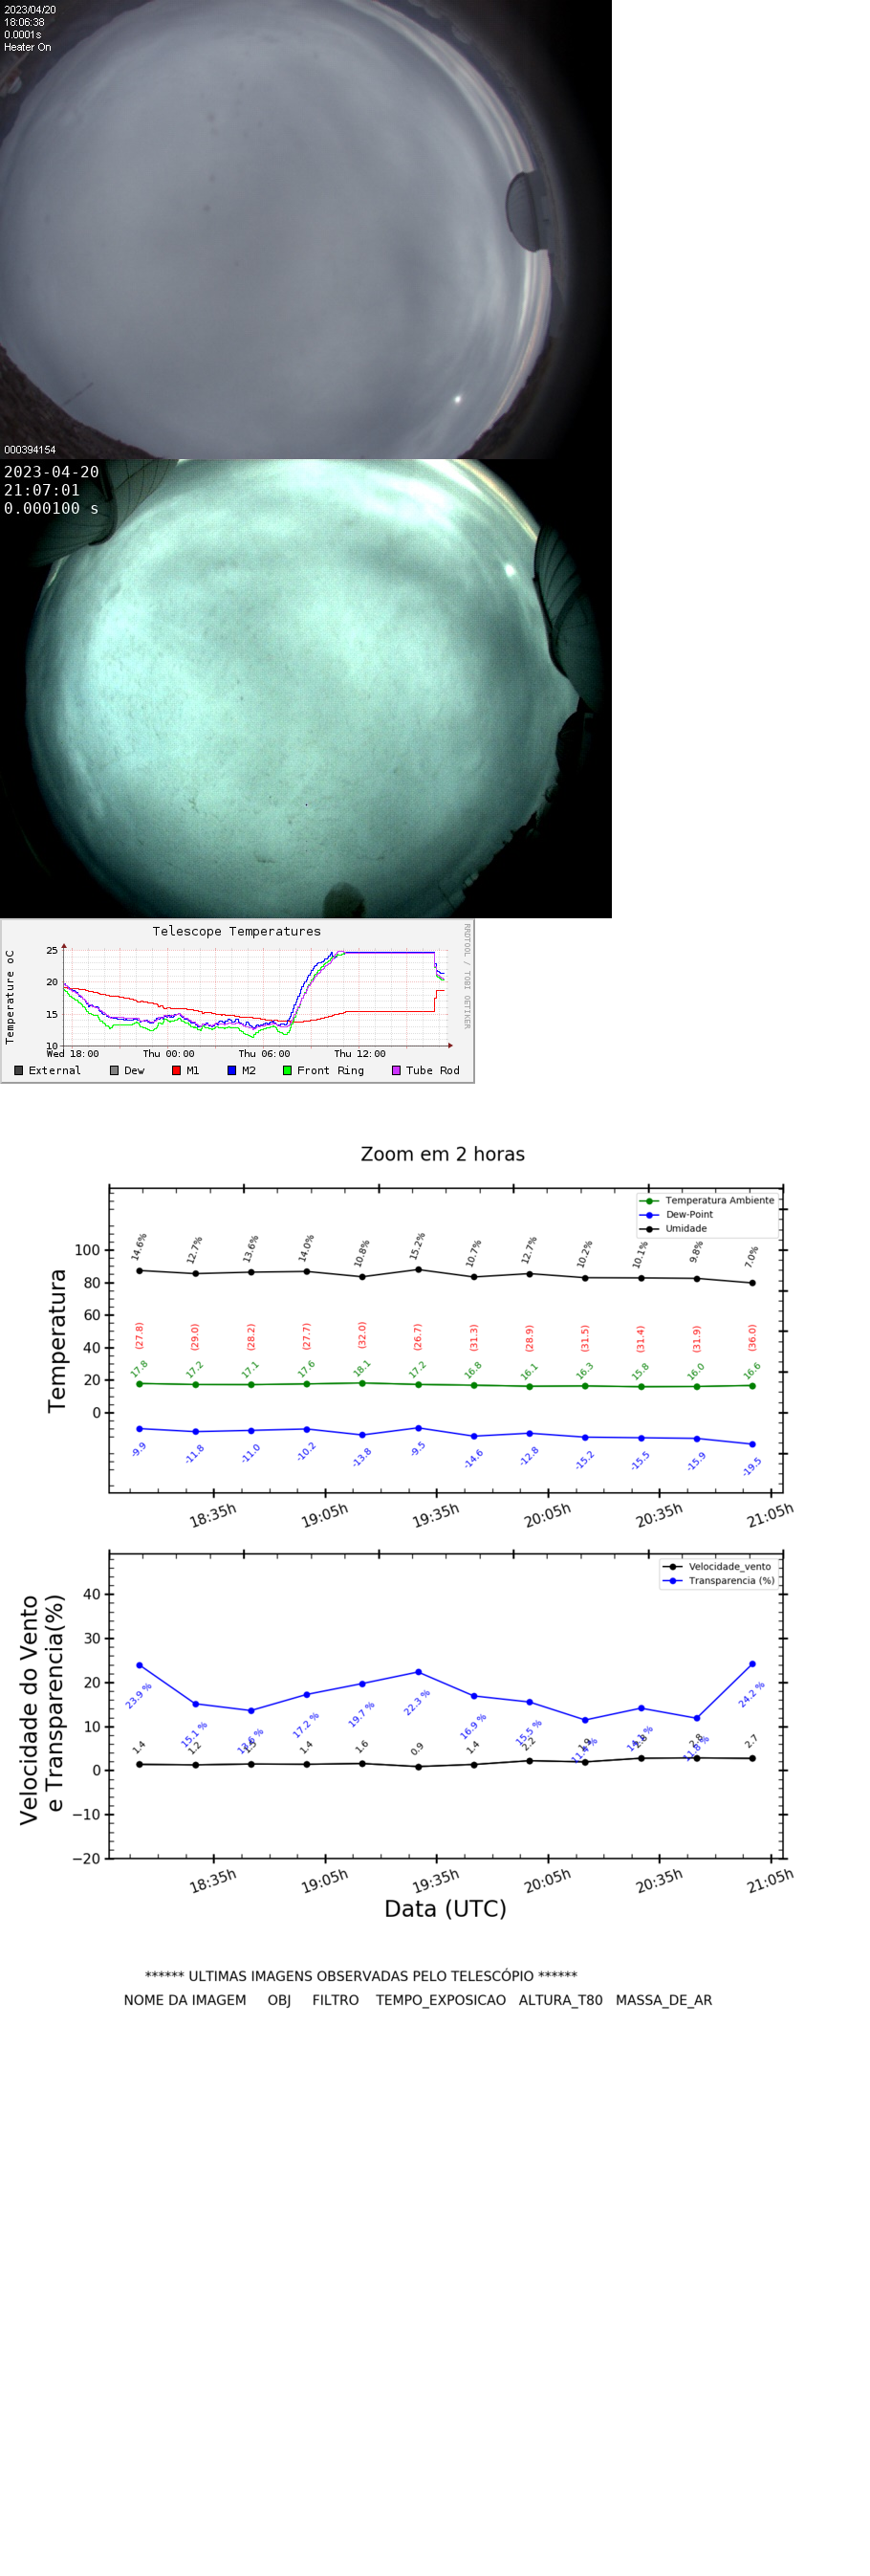 2023/04/20
18:06:38
0.0001s
Heater On
000394154
2023-04-20
21:07:01
0.000100 s
Telescope Temperatures
RRDTOOL / TOBI OETIKER
Temperature oC
25
20
15
10
Wed 18:00 Thu 00:00 Thu 06:00 Thu 12:00
External Dew M1 M2 Front Ring Tube Rod
Zoom em 2 horas
Temperatura Ambiente
Dew-Point
Umidade
Temperatura
100
80
60
40
20
0
14.6% 12.7% 13.6% 14.0% 10.8% 15.2% 10.7% 12.7% 10.2% 10.1% 9.8% 7.0%
(27.8) (29.0) (28.2) (27.7) (32.0) (26.7) (31.3) (28.9) (31.5) (31.4) (31.9) (36.0)
17.8 17.2 17.1 17.6 18.1 17.2 16.8 16.1 16.3 15.8 16.0 16.6
-9.9 -11.8 -11.0 -10.2 -13.8 -9.5 -14.6 -12.8 -15.2 -15.5 -15.9 -19.5
18:35h 19:05h 19:35h 20:05h 20:35h 21:05h
Velocidade_vento
Transparencia (%)
Velocidade do Vento
e Transparencia(%)
40
30
20
10
0
−10
−20
23.9 % 15.1 % 17.2 % 19.7 % 22.3 % 16.9 % 15.5 % 24.2 %
1.4 1.2 1.4 1.6 0.9 1.4 2.2 2.8 2.7
18:35h 19:05h 19:35h 20:05h 20:35h 21:05h
Data (UTC)
****** ULTIMAS IMAGENS OBSERVADAS PELO TELESCÓPIO ******
NOME DA IMAGEM OBJ FILTRO TEMPO_EXPOSICAO ALTURA_T80 MASSA_DE_AR